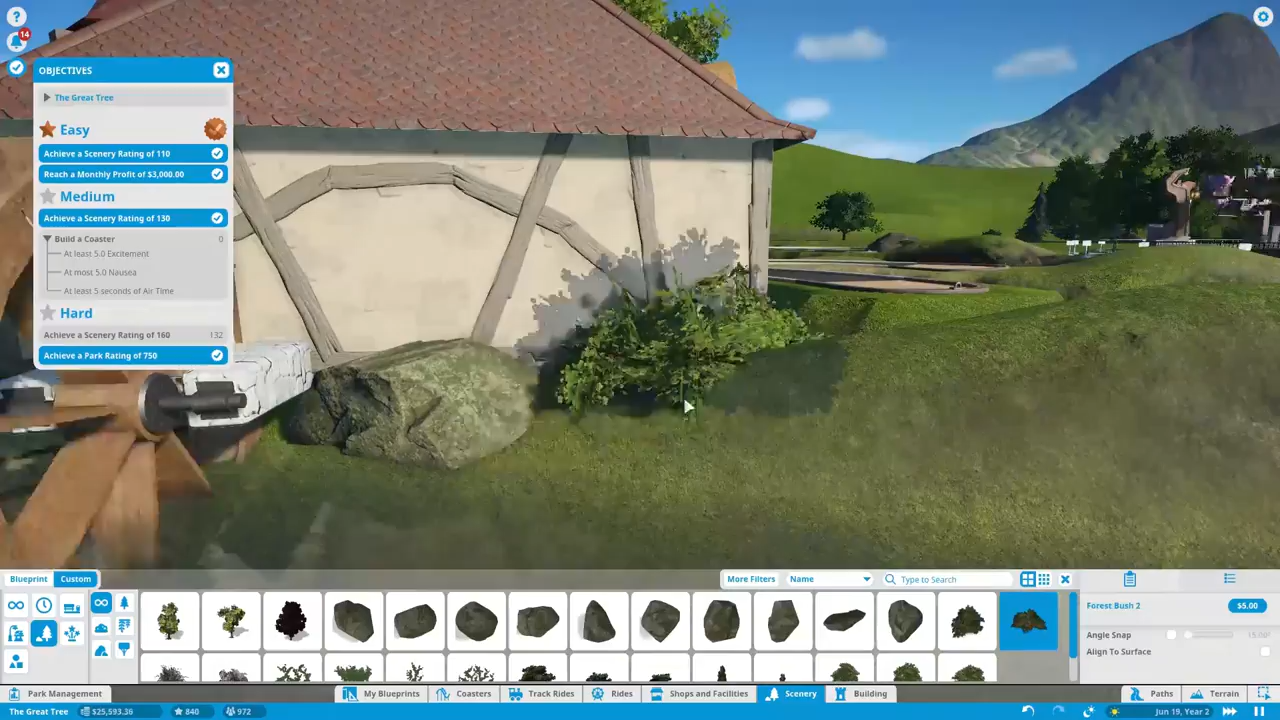 14
OBJECTIVES
The Great Tree
Easy
Achieve a Scenery Rating of 110
Reach a Monthly Profit of $3,000.00
Medium
Achieve a Scenery Rating of 130
Build a Coaster 0
At least 5.0 Excitement
At most 5.0 Nausea
At least 5 seconds of Air Time
Hard
Achieve a Scenery Rating of 160 132
Achieve a Park Rating of 750
Blueprint Custom More Filters Name Type to Search
Forest Bush 2 $5.00
Angle Snap 15.00°
Align To Surface
Park Management My Blueprints Coasters Track Rides Rides Shops and Facilities Scenery Building Paths Terrain
The Great Tree $25,593.36 840 972 Jun 19, Year 2